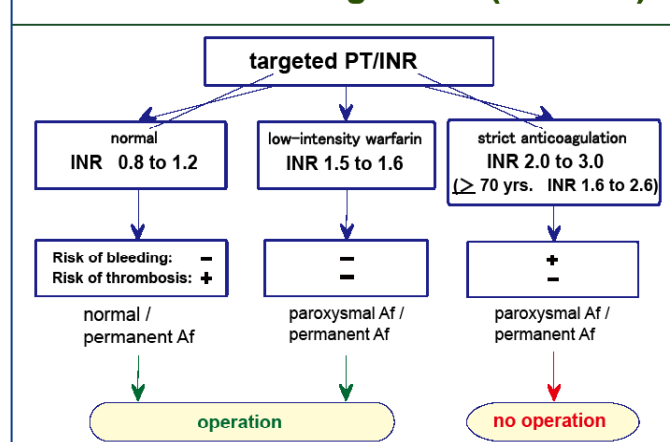 targeted PT/INR
normal
INR 0.8 to 1.2
low-intensity warfarin
INR 1.5 to 1.6
strict anticoagulation
INR 2.0 to 3.0
(≥ 70 yrs. INR 1.6 to 2.6)
Risk of bleeding: −
Risk of thrombosis: +
−
−
+
−
normal /
permanent Af
paroxysmal Af /
permanent Af
paroxysmal Af /
permanent Af
operation
no operation